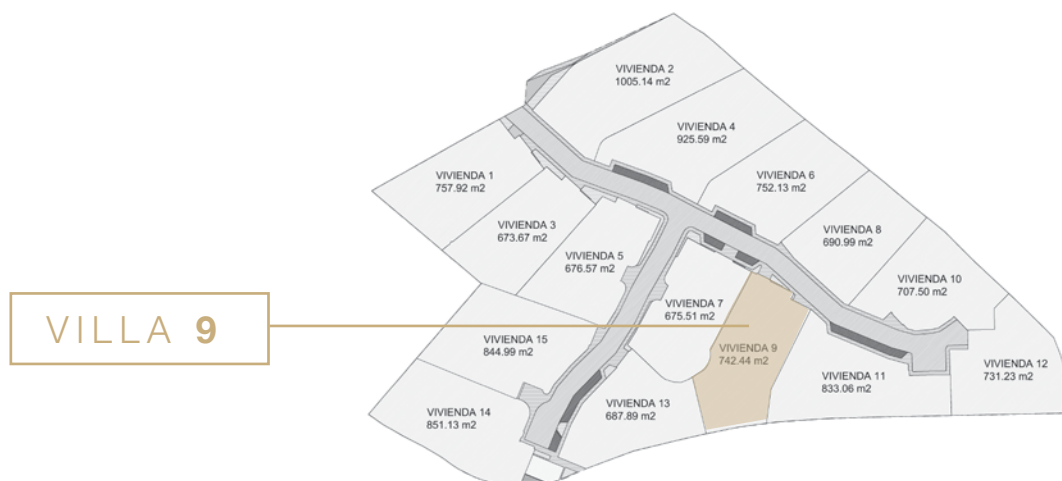 VIVIENDA 2
1005.14 m2
VIVIENDA 4
925.59 m2
VIVIENDA 1
757.92 m2
VIVIENDA 6
752.13 m2
VIVIENDA 3
673.67 m2
VIVIENDA 8
690.99 m2
VIVIENDA 5
676.57 m2
VIVIENDA 10
707.50 m2
VIVIENDA 7
675.51 m2
VILLA 9
VIVIENDA 15
844.99 m2
VIVIENDA 9
742.44 m2
VIVIENDA 12
731.23 m2
VIVIENDA 11
833.06 m2
VIVIENDA 13
687.89 m2
VIVIENDA 14
851.13 m2